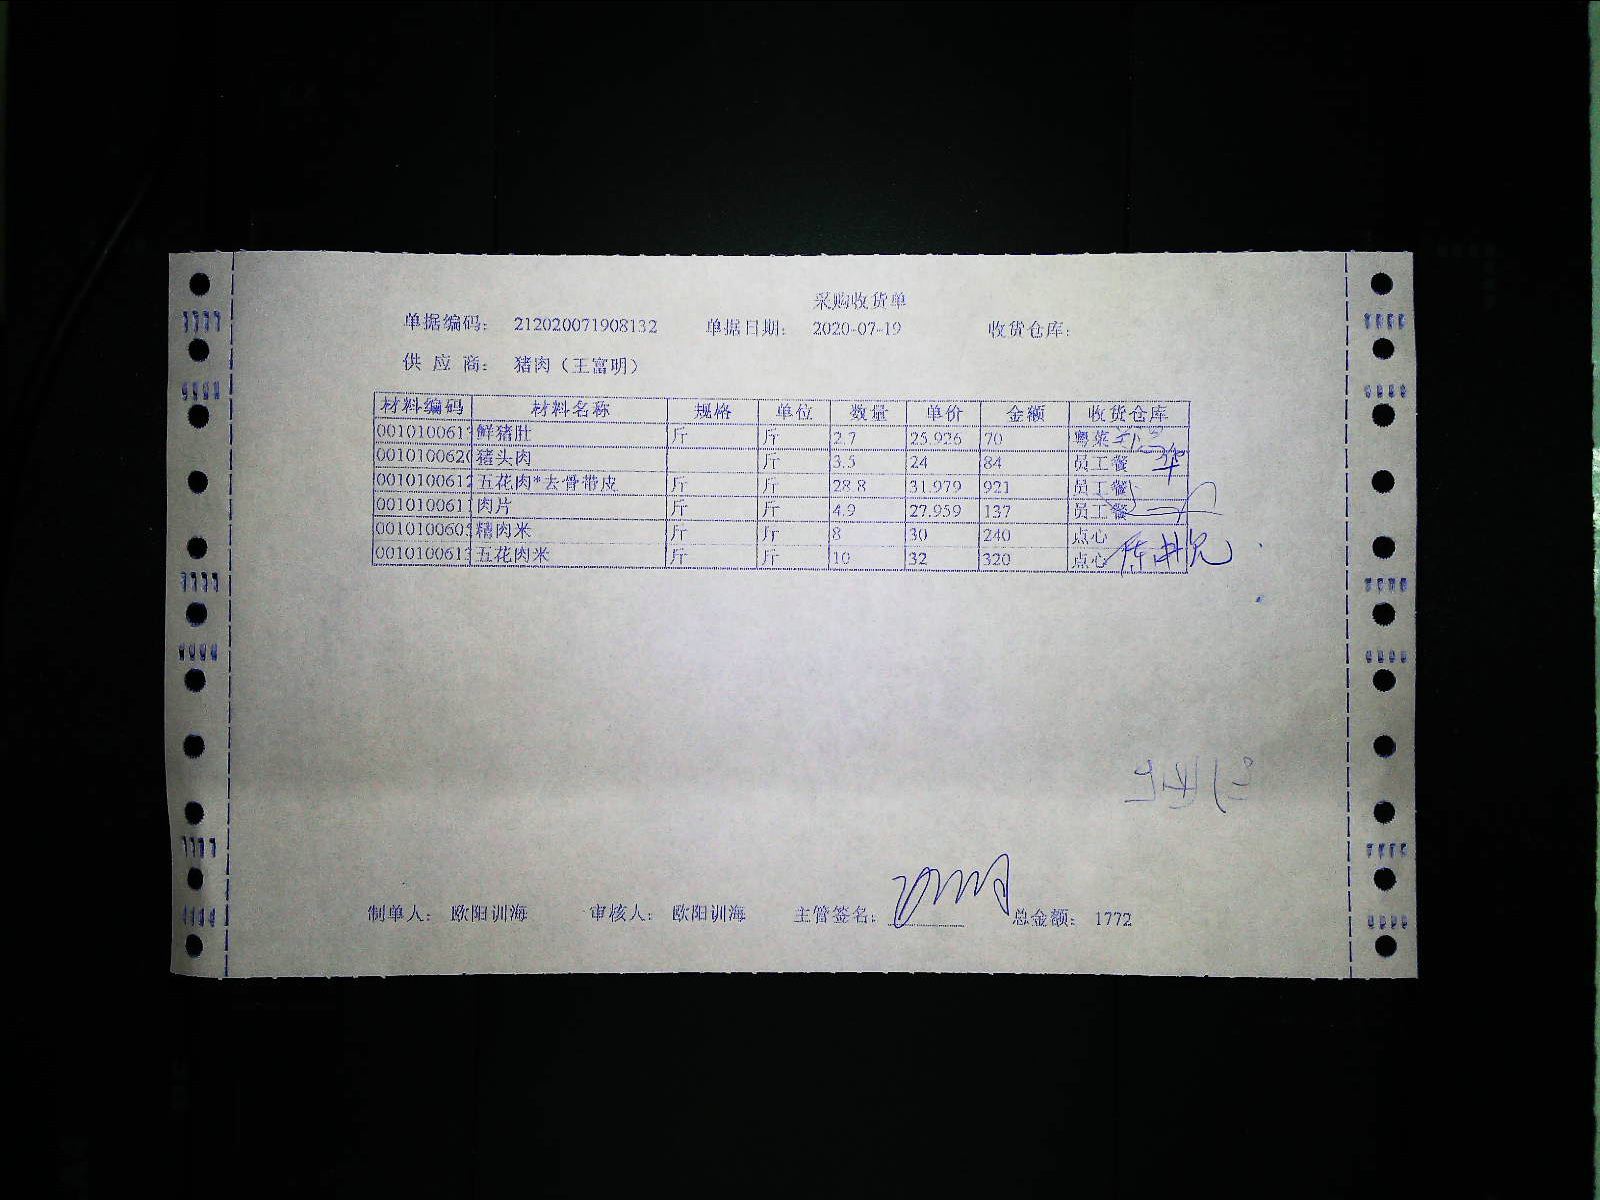 采购收货单
单据编码: 212020071908132 单据日期: 2020-07-19 收货仓库:
供 应 商: 猪肉（王富明）
材料编码 材料名称 规格 单位 数量 单价 金额 收货仓库
001010061 鲜猪肚 斤 斤 2.7 25.926 70 粤菜
001010062 猪头肉 斤 3.5 24 84 员工餐
0010100612 五花肉*去骨带皮 斤 斤 28.8 31.979 921 员工餐
0010100611 肉片 斤 斤 4.9 27.959 137 员工餐
001010060 精肉米 斤 斤 8 30 240 点心
001010061 五花肉米 斤 斤 10 32 320 点心
制单人: 欧阳训海 审核人: 欧阳训海 主管签名: 总金额: 1772